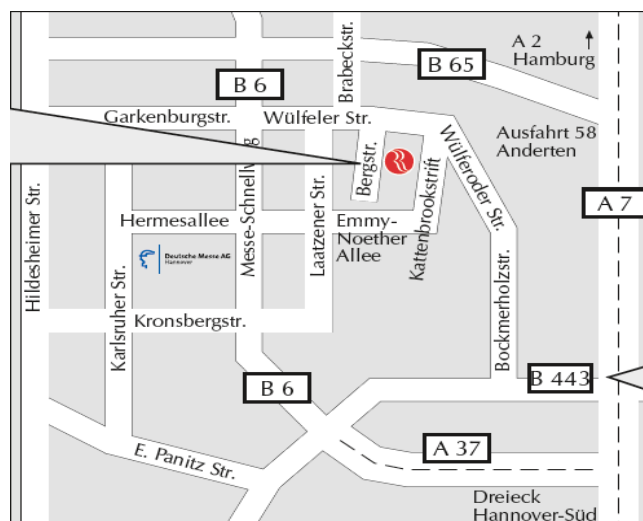 A 2
Hamburg
B 65
B 6
Brabeckstr.
Garkenburgstr.
Wülfeler Str.
Ausfahrt 58
Anderten
Wülferoder Str.
Bergstr.
Kattenbrookstrift
A 7
Hildesheimer Str.
Messe-Schnellweg
Hermesallee
Laatzener Str.
Emmy-
Noether
Allee
Deutsche Messe AG
Hannover
Karlsruher Str.
Kronsbergstr.
Bockmerholzstr.
B 443
B 6
E. Panitz Str.
A 37
Dreieck
Hannover-Süd